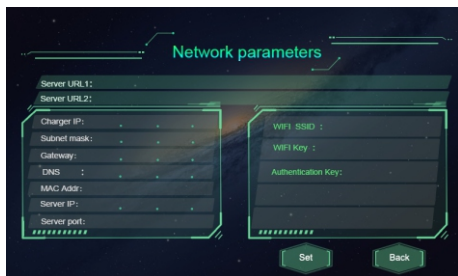 Network parameters
Server URL1:
Server URL2:
Charger IP: . . .
Subnet mask: . . .
Gateway: . . .
DNS : . . .
MAC Addr:
Server IP: . . .
Server port:
WIFI SSID :
WIFI Key :
Authentication Key:
Set
Back